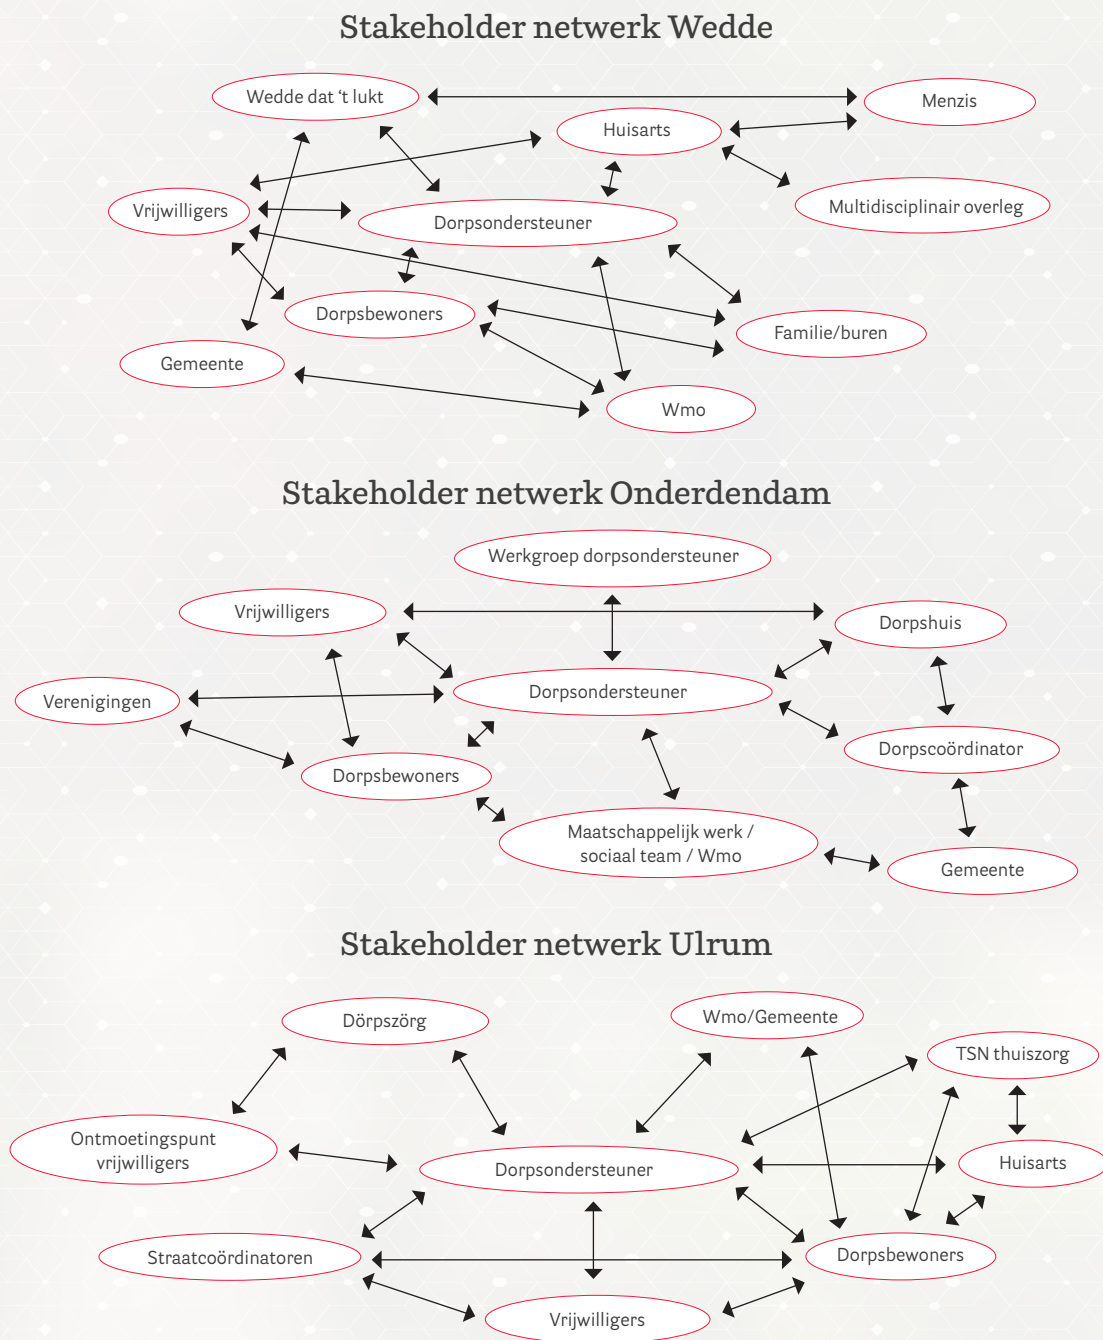 Stakeholder netwerk Wedde
Wedde dat ‘t lukt
Menzis
Huisarts
Vrijwilligers
Multidisciplinair overleg
Dorpsondersteuner
Dorpsbewoners
Familie/buren
Gemeente
Wmo
Stakeholder netwerk Onderdendam
Werkgroep dorpsondersteuner
Vrijwilligers
Dorpshuis
Verenigingen
Dorpsondersteuner
Dorpscoördinator
Dorpsbewoners
Maatschappelijk werk /
sociaal team / Wmo
Gemeente
Stakeholder netwerk Ulrum
Dörpszörg
Wmo/Gemeente
TSN thuiszorg
Ontmoetingspunt
vrijwilligers
Dorpsondersteuner
Huisarts
Straatcoördinatoren
Dorpsbewoners
Vrijwilligers